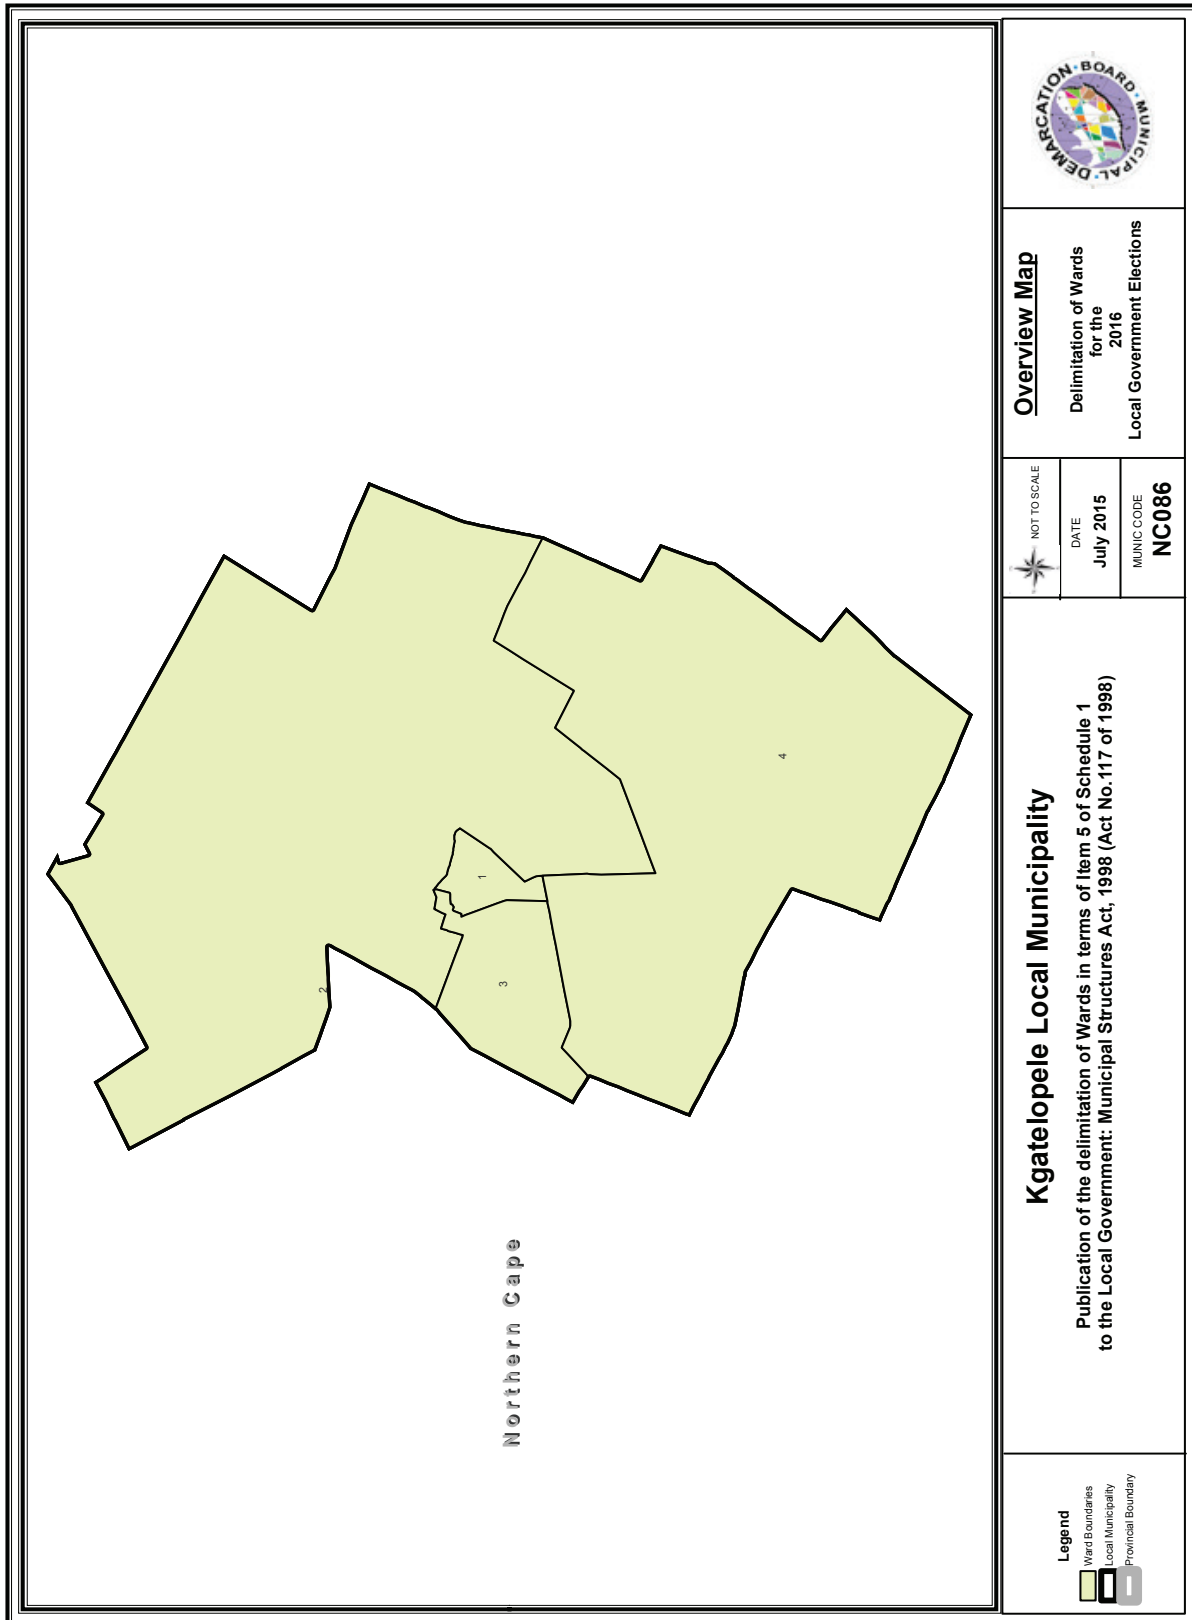 Northern Cape
2
1
3
4
Legend
Ward Boundaries
Local Municipality
Provincial Boundary
Kgatelopele Local Municipality
Publication of the delimitation of Wards in terms of Item 5 of Schedule 1
to the Local Government: Municipal Structures Act, 1998 (Act No.117 of 1998)
NOT TO SCALE
DATE
July 2015
MUNIC CODE
NC086
Overview Map
Delimitation of Wards
for the
2016
Local Government Elections
MUNICIPAL DEMARCATION BOARD